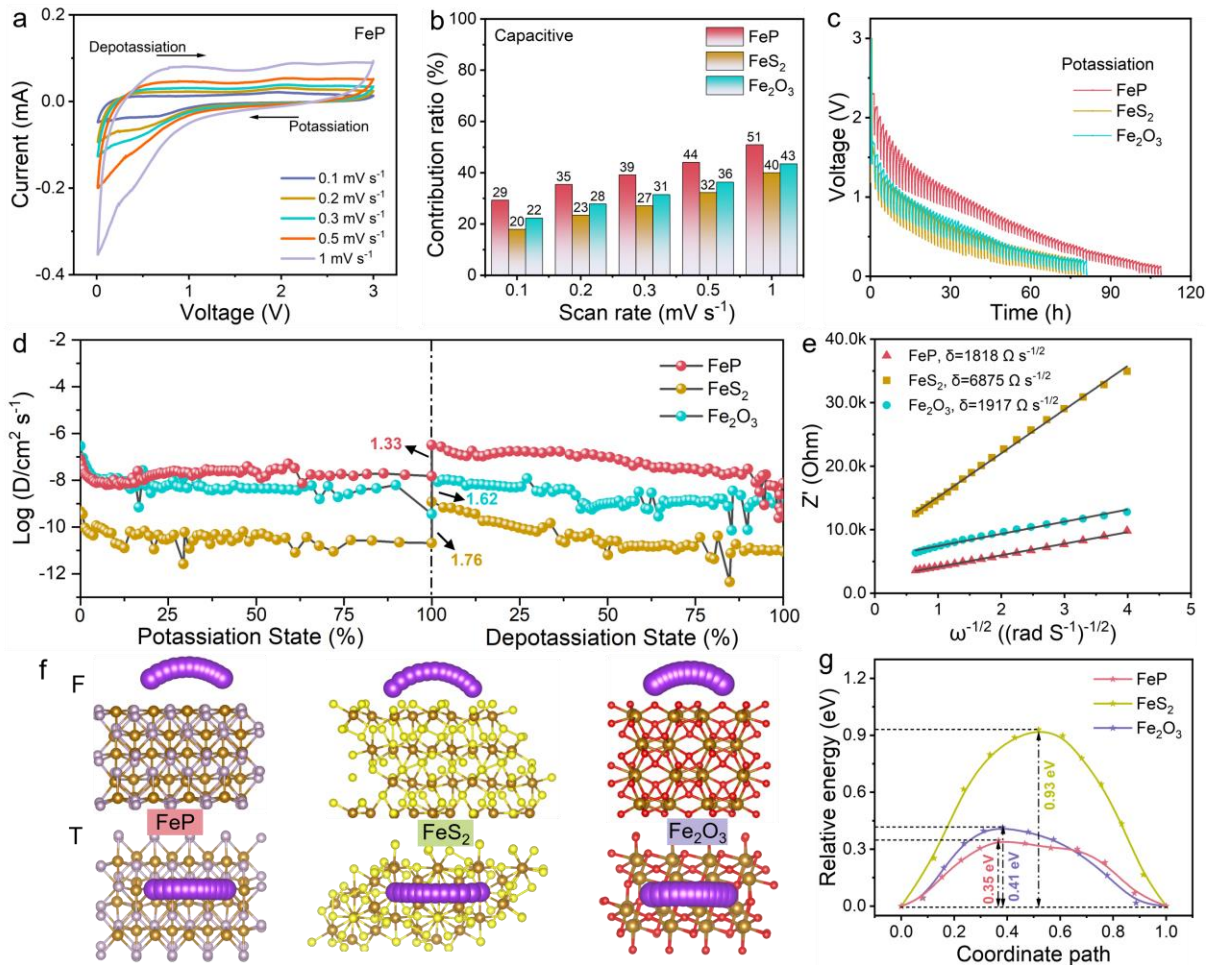 a
FeP
Depotassiation
Potassiation
0.1 mV s⁻¹
0.2 mV s⁻¹
0.3 mV s⁻¹
0.5 mV s⁻¹
1 mV s⁻¹
Current (mA)
0.2
0.0
-0.2
-0.4
0 1 2 3
Voltage (V)
b
Capacitive
FeP
FeS₂
Fe₂O₃
Contribution ratio (%)
100
80
60
40
20
0
29 20 22
35 23 28
39 27 31
44 32 36
51 40 43
0.1 0.2 0.3 0.5 1
Scan rate (mV s⁻¹)
c
Potassiation
FeP
FeS₂
Fe₂O₃
Voltage (V)
3
2
1
0
0 30 60 90 120
Time (h)
d
FeP
FeS₂
Fe₂O₃
Log (D/cm² s⁻¹)
-2
-4
-6
-8
-10
-12
1.33
1.62
1.76
0 25 50 75 100 25 50 75 100
Potassiation State (%) Depotassiation State (%)
e
FeP, δ=1818 Ω s⁻¹/²
FeS₂, δ=6875 Ω s⁻¹/²
Fe₂O₃, δ=1917 Ω s⁻¹/²
Z' (Ohm)
40.0k
30.0k
20.0k
10.0k
0.0
0 1 2 3 4 5
ω⁻¹/² ((rad S⁻¹)⁻¹/²)
f
F
FeP FeS₂ Fe₂O₃
T
g
FeP
FeS₂
Fe₂O₃
Relative energy (eV)
1.2
0.9
0.6
0.3
0.0
0.35 eV
0.41 eV
0.93 eV
0.0 0.2 0.4 0.6 0.8 1.0
Coordinate path